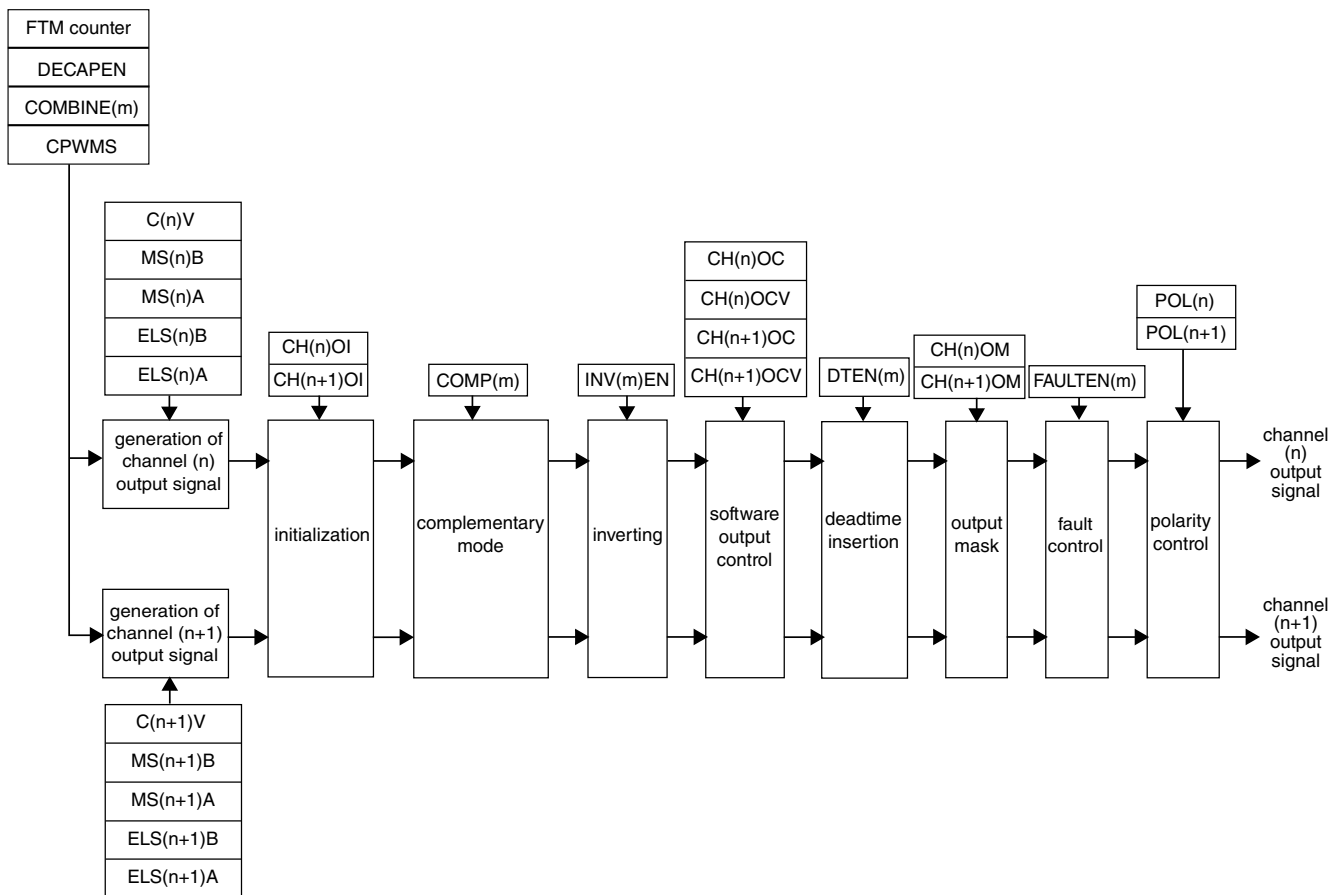 FTM counter
DECAPEN
COMBINE(m)
CPWMS
C(n)V
MS(n)B
MS(n)A
ELS(n)B
ELS(n)A
CH(n)OI
CH(n+1)OI
COMP(m)
INV(m)EN
CH(n)OC
CH(n)OCV
CH(n+1)OC
CH(n+1)OCV
DTEN(m)
CH(n)OM
CH(n+1)OM
FAULTEN(m)
POL(n)
POL(n+1)
generation of
channel (n)
output signal
initialization
complementary
mode
inverting
software
output
control
deadtime
insertion
output
mask
fault
control
polarity
control
channel
(n)
output
signal
generation of
channel (n+1)
output signal
channel
(n+1)
output
signal
C(n+1)V
MS(n+1)B
MS(n+1)A
ELS(n+1)B
ELS(n+1)A